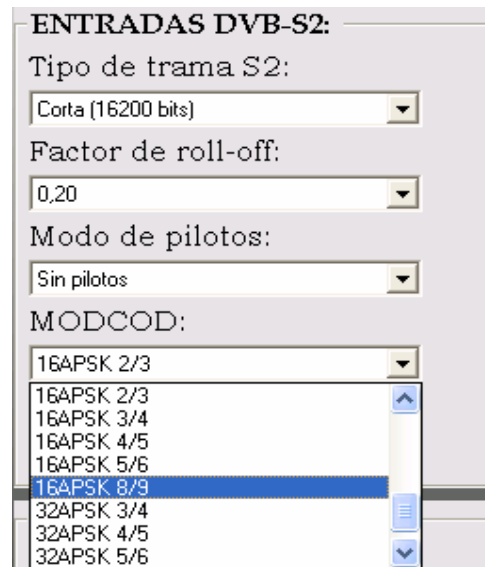 ENTRADAS DVB-S2:
Tipo de trama S2:
Corta (16200 bits)
Factor de roll-off:
0,20
Modo de pilotos:
Sin pilotos
MODCOD:
16APSK 2/3
16APSK 2/3
16APSK 3/4
16APSK 4/5
16APSK 5/6
16APSK 8/9
32APSK 3/4
32APSK 4/5
32APSK 5/6